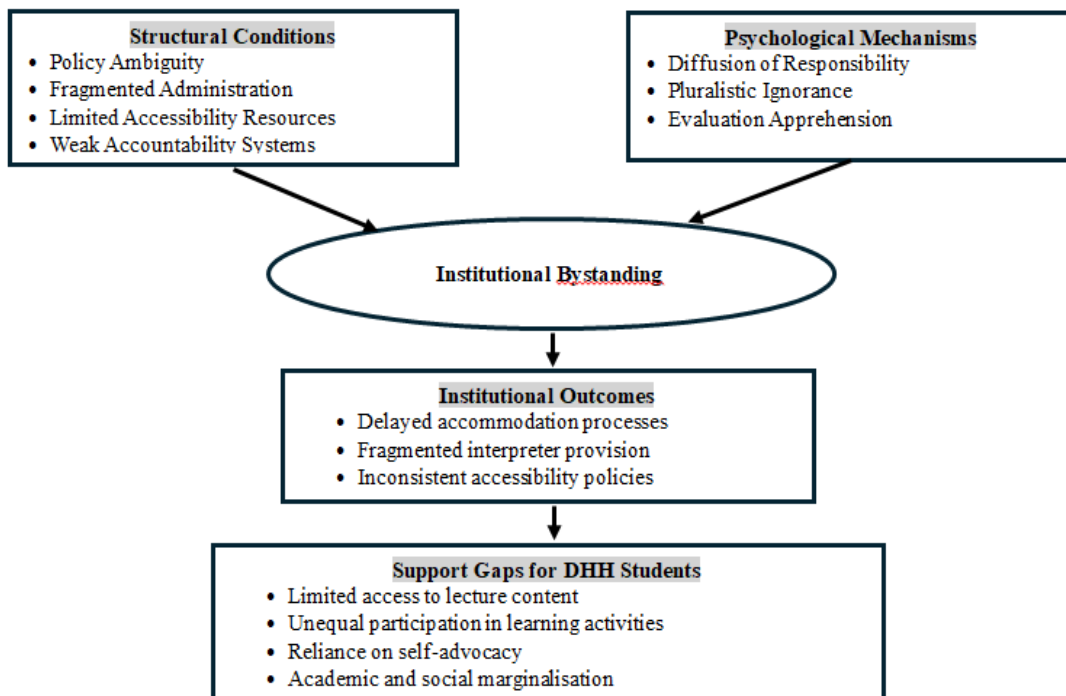 Structural Conditions
• Policy Ambiguity
• Fragmented Administration
• Limited Accessibility Resources
• Weak Accountability Systems
Psychological Mechanisms
• Diffusion of Responsibility
• Pluralistic Ignorance
• Evaluation Apprehension
Institutional Bystanding
Institutional Outcomes
• Delayed accommodation processes
• Fragmented interpreter provision
• Inconsistent accessibility policies
Support Gaps for DHH Students
• Limited access to lecture content
• Unequal participation in learning activities
• Reliance on self-advocacy
• Academic and social marginalisation